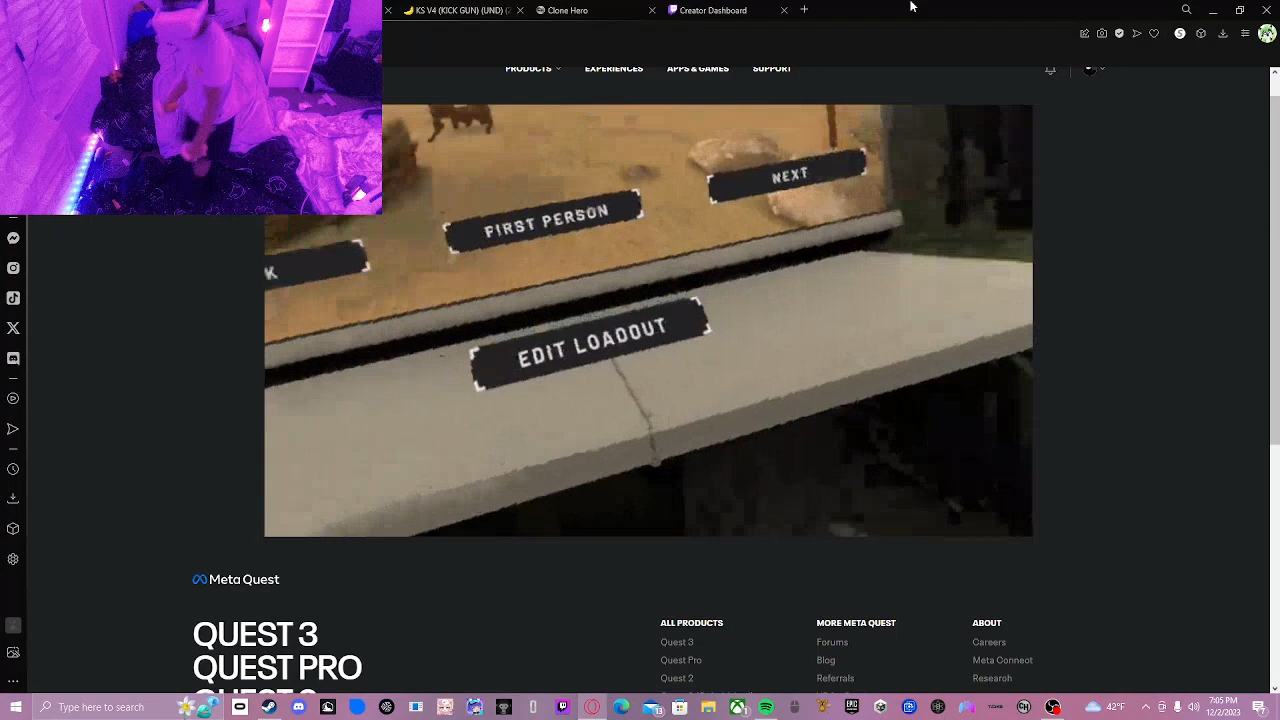 KS V4 (KICK GUN) (UND)
Clone Hero
Creator Dashboard
PRODUCTS
EXPERIENCES
APPS & GAMES
SUPPORT
NEXT
FIRST PERSON
K
EDIT LOADOUT
Meta Quest
QUEST 3
QUEST PRO
ALL PRODUCTS
Quest 3
Quest Pro
Quest 2
MORE META QUEST
Forums
Blog
Referrals
ABOUT
Careers
Meta Connect
Research
Type here to search
42°F
7:05 PM
12/2/2023